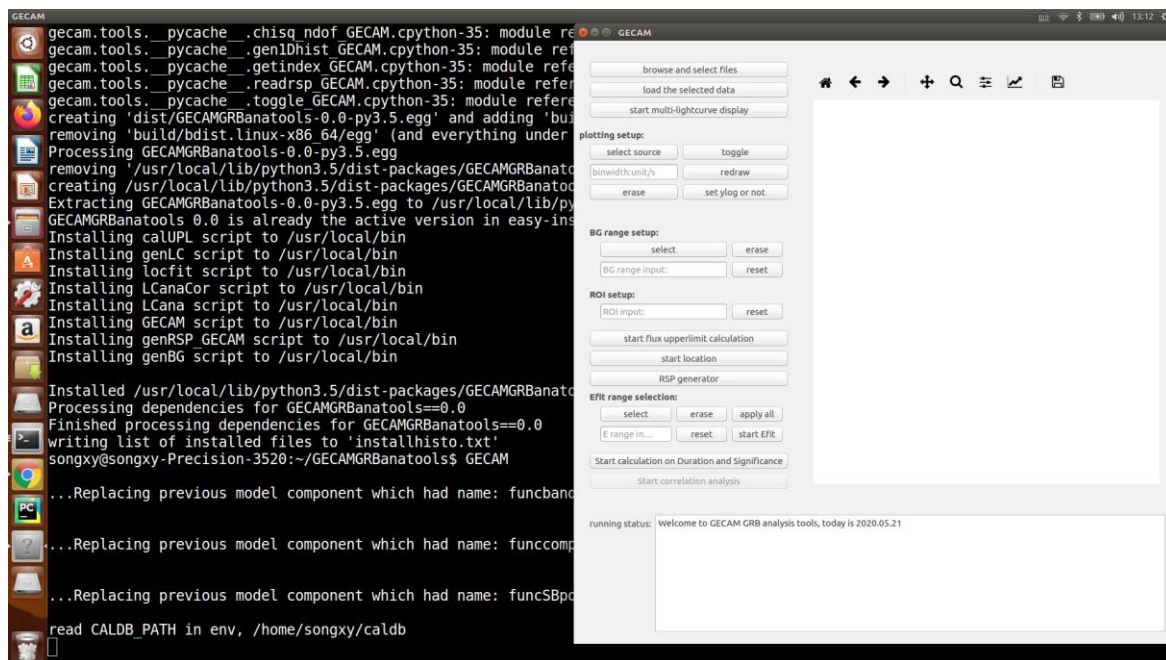 GECAM
13:12
gecam.tools.__pycache__.chisq_ndof_GECAM.cpython-35: module re
gecam.tools.__pycache__.gen1Dhist_GECAM.cpython-35: module ref
gecam.tools.__pycache__.getindex_GECAM.cpython-35: module refe
gecam.tools.__pycache__.readrsp_GECAM.cpython-35: module refer
gecam.tools.__pycache__.toggle_GECAM.cpython-35: module refere
creating 'dist/GECAMGRBanatools-0.0-py3.5.egg' and adding 'bui
removing 'build/bdist.linux-x86_64/egg' (and everything under
Processing GECAMGRBanatools-0.0-py3.5.egg
removing '/usr/local/lib/python3.5/dist-packages/GECAMGRBanato
creating /usr/local/lib/python3.5/dist-packages/GECAMGRBanatoo
Extracting GECAMGRBanatools-0.0-py3.5.egg to /usr/local/lib/py
GECAMGRBanatools 0.0 is already the active version in easy-ins
Installing calUPL script to /usr/local/bin
Installing genLC script to /usr/local/bin
Installing locfit script to /usr/local/bin
Installing LCanaCor script to /usr/local/bin
Installing LCana script to /usr/local/bin
Installing GECAM script to /usr/local/bin
Installing genRSP_GECAM script to /usr/local/bin
Installing genBG script to /usr/local/bin
Installed /usr/local/lib/python3.5/dist-packages/GECAMGRBanato
Processing dependencies for GECAMGRBanatools==0.0
Finished processing dependencies for GECAMGRBanatools==0.0
writing list of installed files to 'installhisto.txt'
songxy@songxy-Precision-3520:~/GECAMGRBanatools$ GECAM
...Replacing previous model component which had name: funcband
...Replacing previous model component which had name: funccomp
...Replacing previous model component which had name: funcSBpo
read CALDB_PATH in env, /home/songxy/caldb
GECAM
browse and select files
load the selected data
start multi-lightcurve display
plotting setup:
select source
toggle
binwidth:unit/s
redraw
erase
set ylog or not
BG range setup:
select
erase
BG range input:
reset
ROI setup:
ROI input:
reset
start flux upperlimit calculation
start location
RSP generator
Efit range selection:
select
erase
apply all
E range in...
reset
start Efit
Start calculation on Duration and Significance
Start correlation analysis
running status:
Welcome to GECAM GRB analysis tools, today is 2020.05.21
a
PC